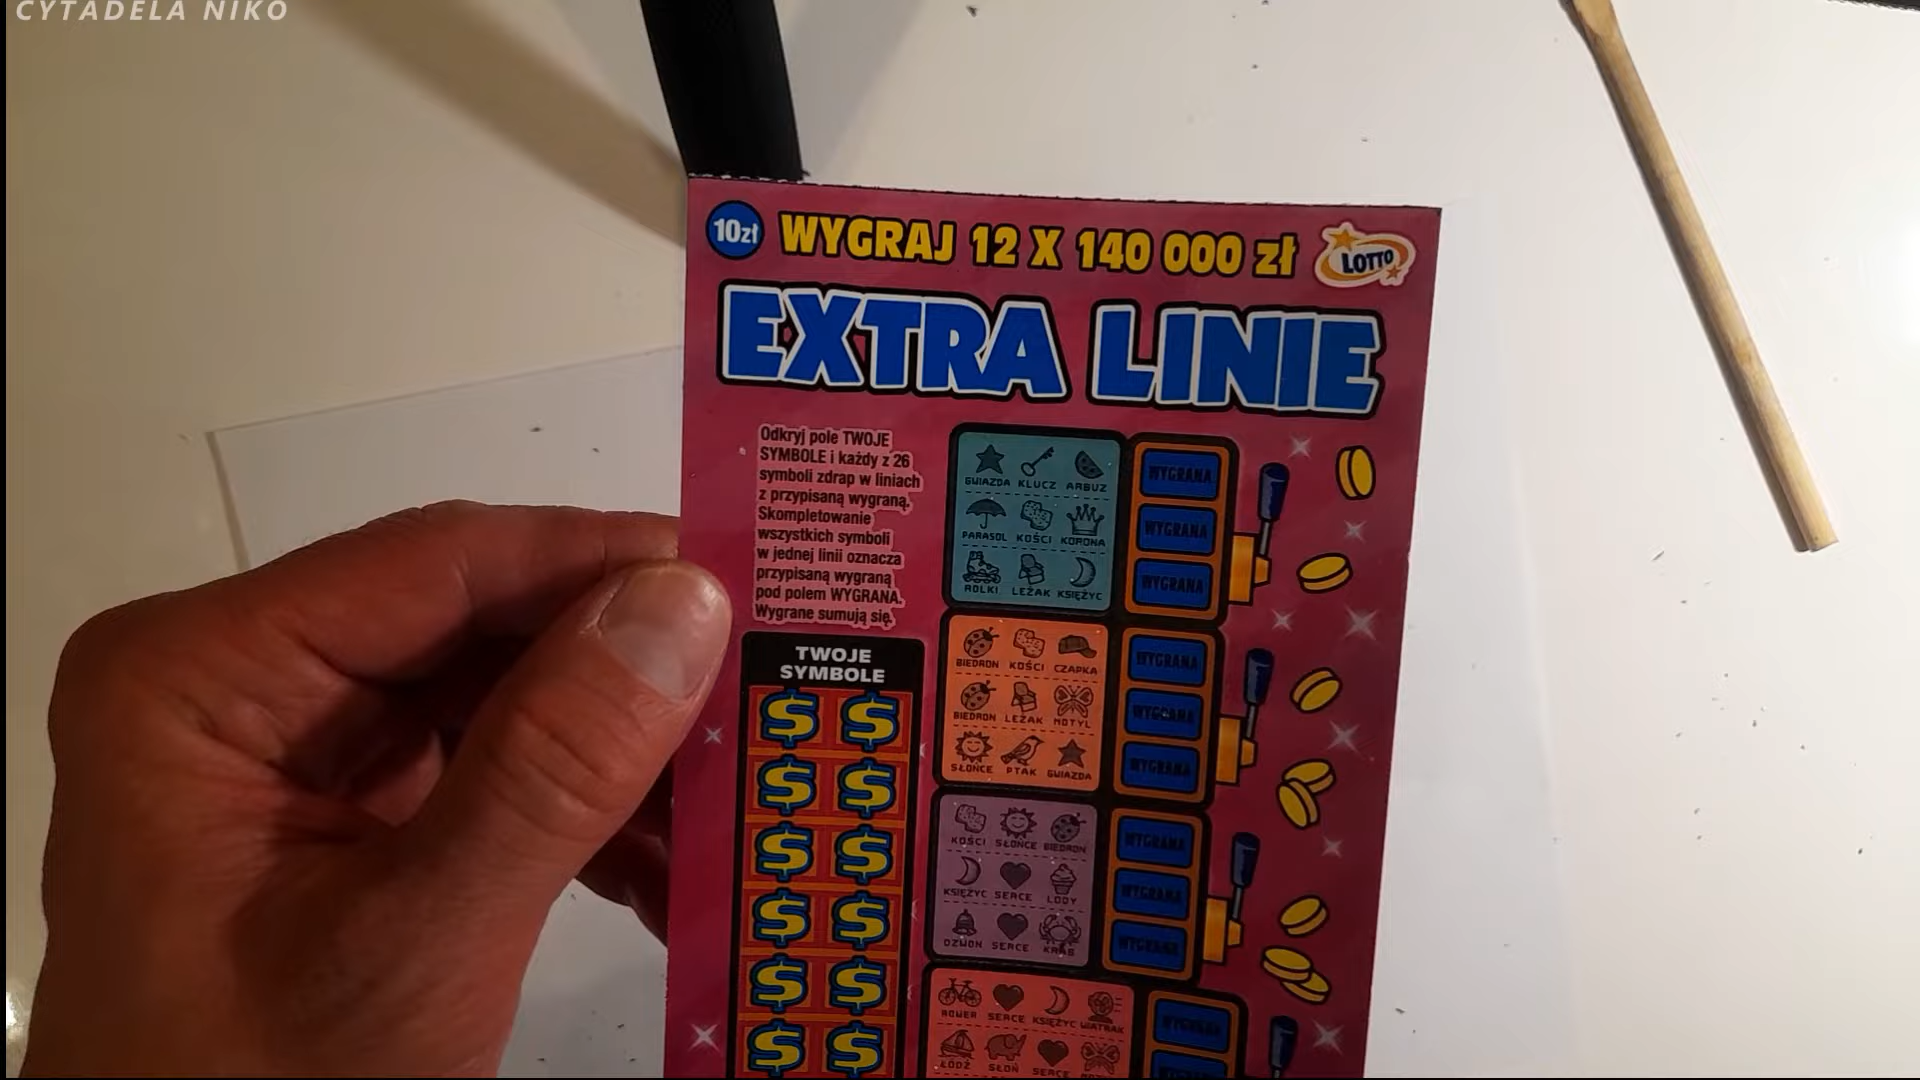 CYTADELA NIKO
10zł WYGRAJ 12 X 140 000 zł LOTTO
EXTRA LINIE
Odkryj pole TWOJE
SYMBOLE i każdy z 26
symboli zdrap w liniach
z przypisaną wygraną.
Skompletowanie
wszystkich symboli
w jednej linii oznacza
przypisaną wygraną
pod polem WYGRANA.
Wygrane sumują się.
TWOJE
SYMBOLE
GWIAZDA KLUCZ ARBUZ WYGRANA
PARASOL KOŚCI KORONA WYGRANA
ROLKI LEŻAK KSIĘŻYC WYGRANA
BIEDRON KOŚCI CZAPKA WYGRANA
BIEDRON LEŻAK MOTYL WYGRANA
SŁOŃCE PTAK GWIAZDA WYGRANA
KOŚCI SŁOŃCE BIEDRON WYGRANA
KSIĘŻYC SERCE LODY WYGRANA
DZWON SERCE KRAB WYGRANA
ROWER SERCE KSIĘŻYC WIATRAK WYGRANA
ŁÓDŹ SŁOŃ SERCE